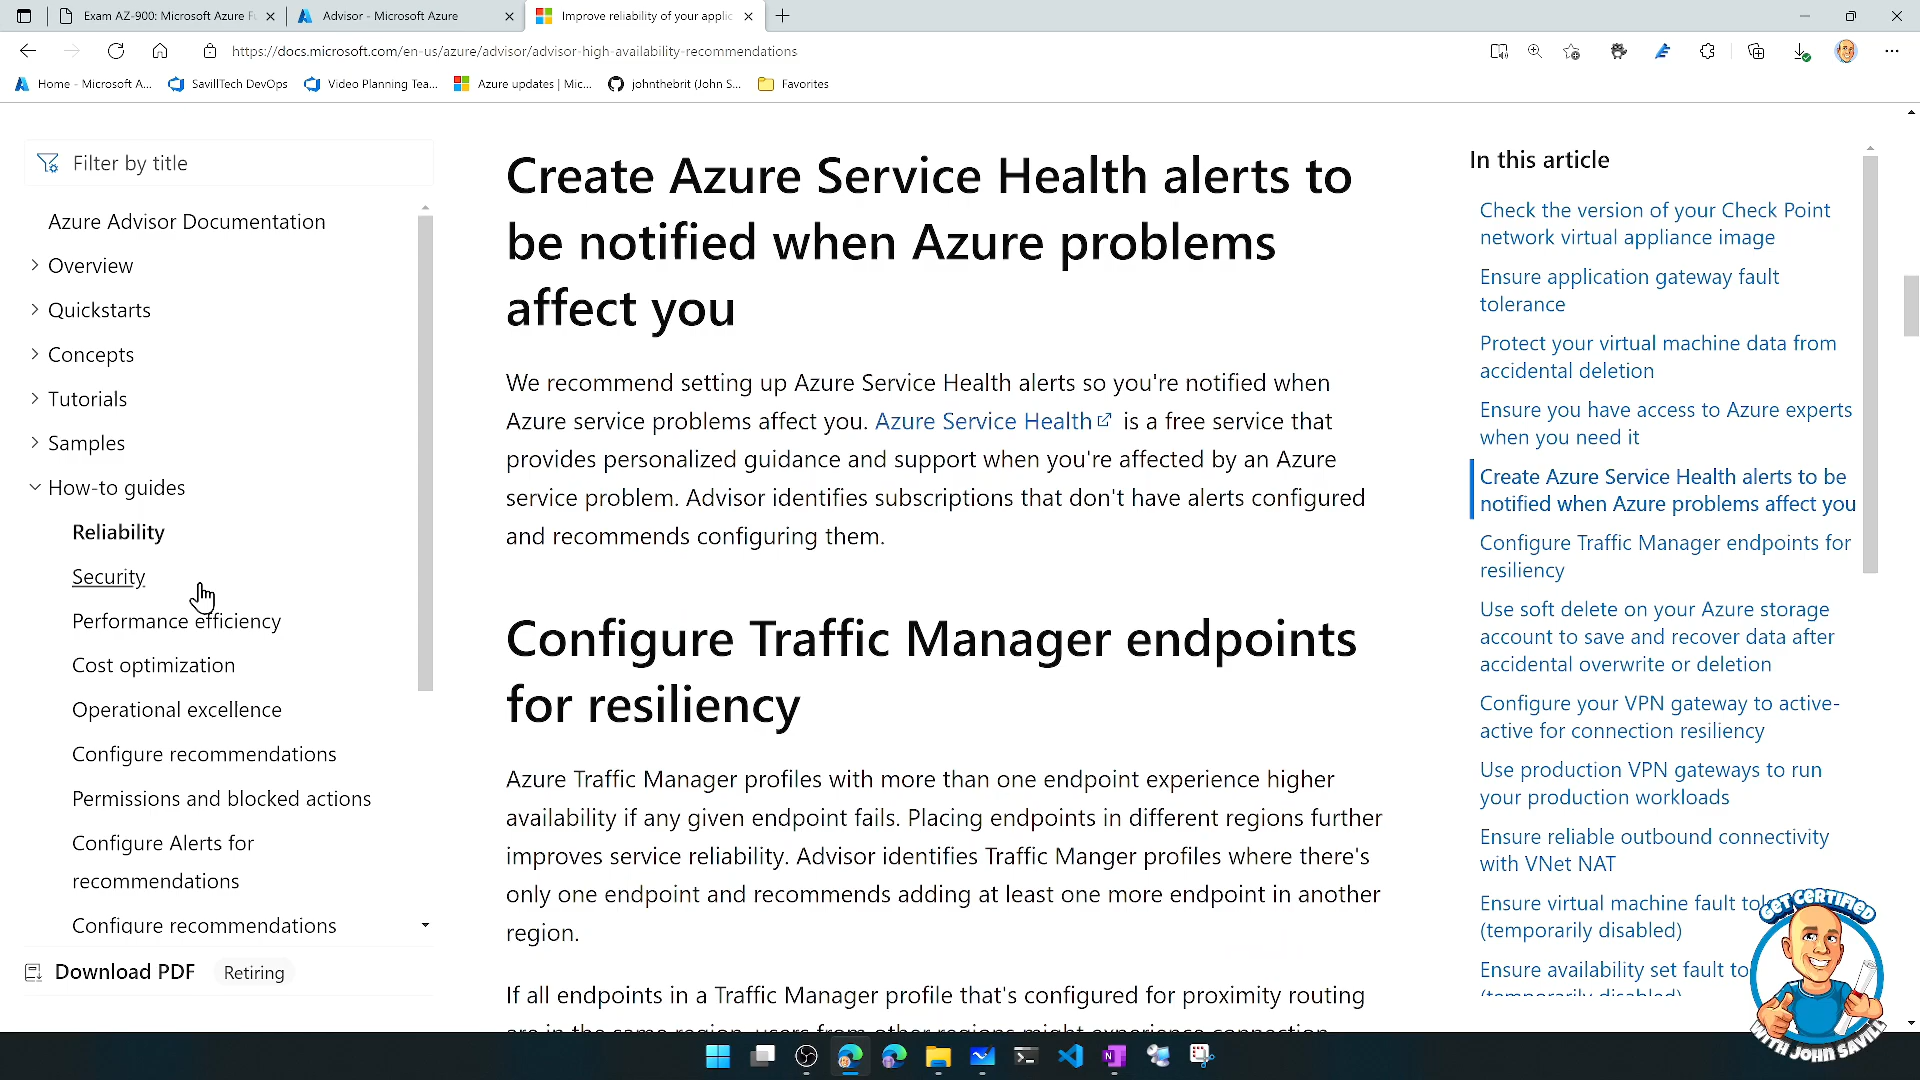 Exam AZ-900: Microsoft Azure Fu
Advisor - Microsoft Azure
Improve reliability of your applic
https://docs.microsoft.com/en-us/azure/advisor/advisor-high-availability-recommendations
Home - Microsoft A...
SavillTech DevOps
Video Planning Tea...
Azure updates | Mic...
johnthebrit (John S...
Favorites
Filter by title
Azure Advisor Documentation
Overview
Quickstarts
Concepts
Tutorials
Samples
How-to guides
Reliability
Security
Performance efficiency
Cost optimization
Operational excellence
Configure recommendations
Permissions and blocked actions
Configure Alerts for
recommendations
Configure recommendations
Download PDF
Retiring
Create Azure Service Health alerts to
be notified when Azure problems
affect you
We recommend setting up Azure Service Health alerts so you're notified when
Azure service problems affect you. Azure Service Health is a free service that
provides personalized guidance and support when you're affected by an Azure
service problem. Advisor identifies subscriptions that don't have alerts configured
and recommends configuring them.
Configure Traffic Manager endpoints
for resiliency
Azure Traffic Manager profiles with more than one endpoint experience higher
availability if any given endpoint fails. Placing endpoints in different regions further
improves service reliability. Advisor identifies Traffic Manger profiles where there's
only one endpoint and recommends adding at least one more endpoint in another
region.
If all endpoints in a Traffic Manager profile that's configured for proximity routing
are in the same region, users from other regions might experience connection
In this article
Check the version of your Check Point
network virtual appliance image
Ensure application gateway fault
tolerance
Protect your virtual machine data from
accidental deletion
Ensure you have access to Azure experts
when you need it
Create Azure Service Health alerts to be
notified when Azure problems affect you
Configure Traffic Manager endpoints for
resiliency
Use soft delete on your Azure storage
account to save and recover data after
accidental overwrite or deletion
Configure your VPN gateway to active-
active for connection resiliency
Use production VPN gateways to run
your production workloads
Ensure reliable outbound connectivity
with VNet NAT
Ensure virtual machine fault
(temporarily disabled)
Ensure availability set fault to
(temporarily disabled)
GET CERTIFIED
WITH JOHN SAVILL